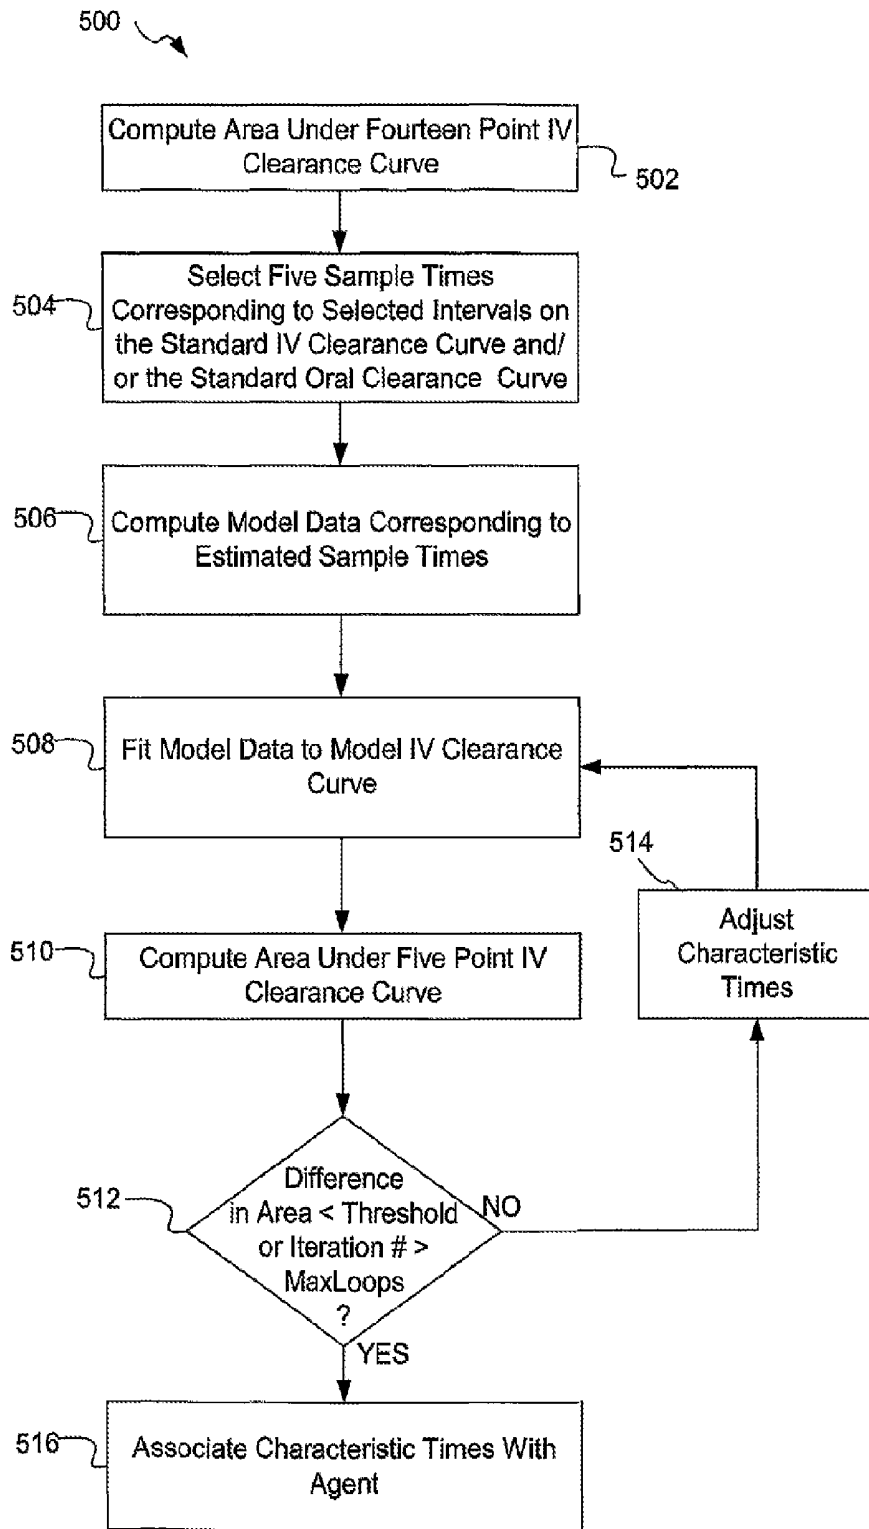 500
Compute Area Under Fourteen Point IV
Clearance Curve
502
504
Select Five Sample Times
Corresponding to Selected Intervals on
the Standard IV Clearance Curve and/
or the Standard Oral Clearance Curve
506
Compute Model Data Corresponding to
Estimated Sample Times
508
Fit Model Data to Model IV Clearance
Curve
514
Adjust
Characteristic
Times
510
Compute Area Under Five Point IV
Clearance Curve
512
Difference
in Area < Threshold
or Iteration # >
MaxLoops
?
NO
YES
516
Associate Characteristic Times With
Agent